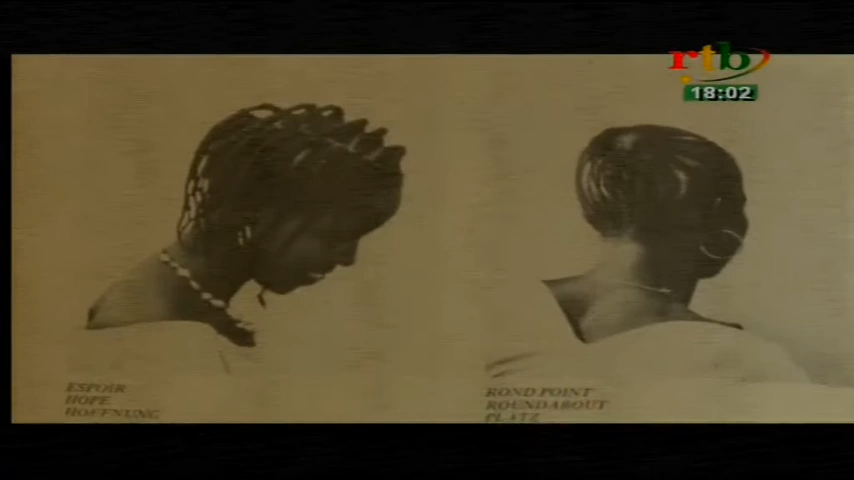 rtb
18:02
ESPOIR
HOPE
HOFFNUNG
ROND POINT
ROUNDABOUT
PLATZ